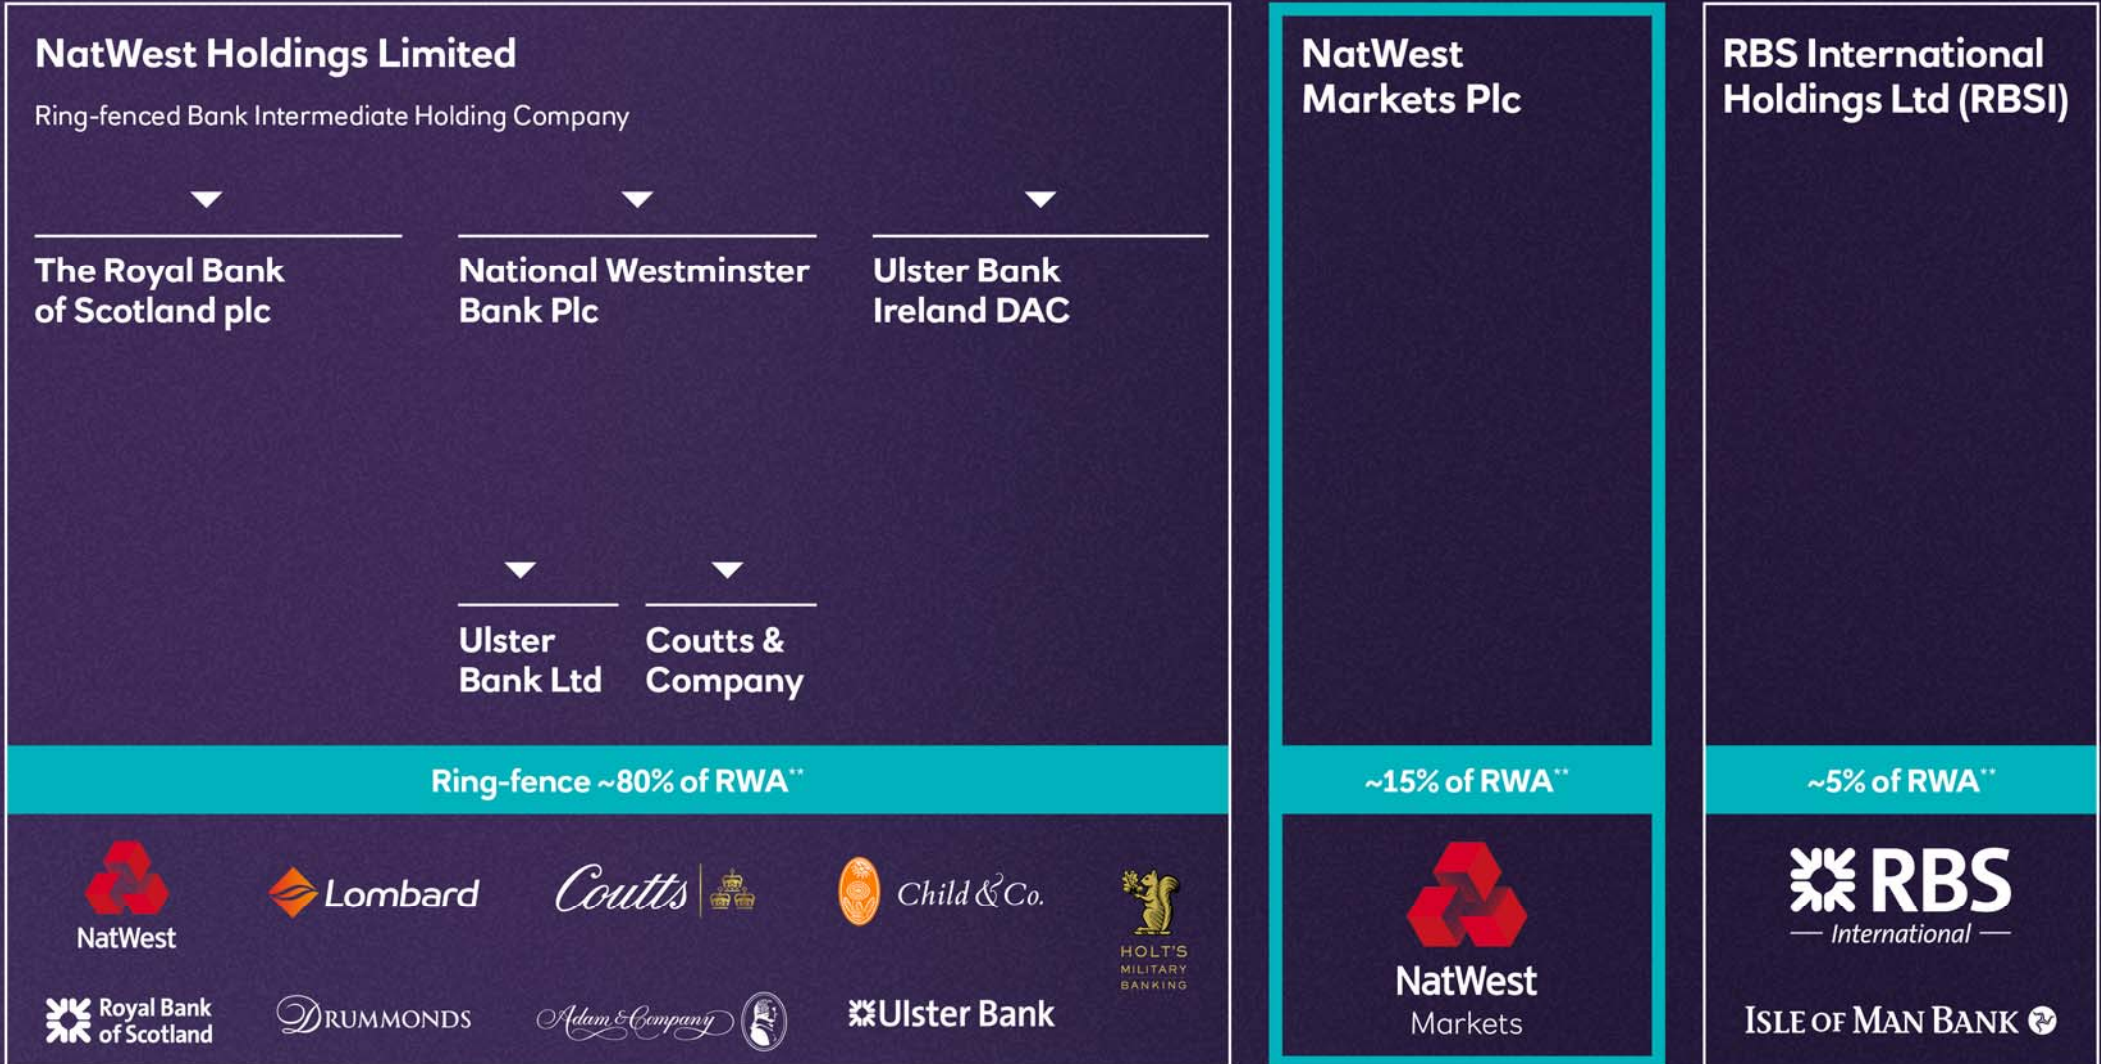 NatWest Holdings Limited
Ring-fenced Bank Intermediate Holding Company
The Royal Bank
of Scotland plc
National Westminster
Bank Plc
Ulster Bank
Ireland DAC
Ulster
Bank Ltd
Coutts &
Company
Ring-fence ~80% of RWA**
NatWest
Lombard
Coutts
Child & Co.
HOLT'S
MILITARY
BANKING
Royal Bank
of Scotland
DRUMMONDS
Adam & Company
Ulster Bank
NatWest
Markets Plc
~15% of RWA**
NatWest
Markets
RBS International
Holdings Ltd (RBSI)
~5% of RWA**
RBS
International
ISLE OF MAN BANK